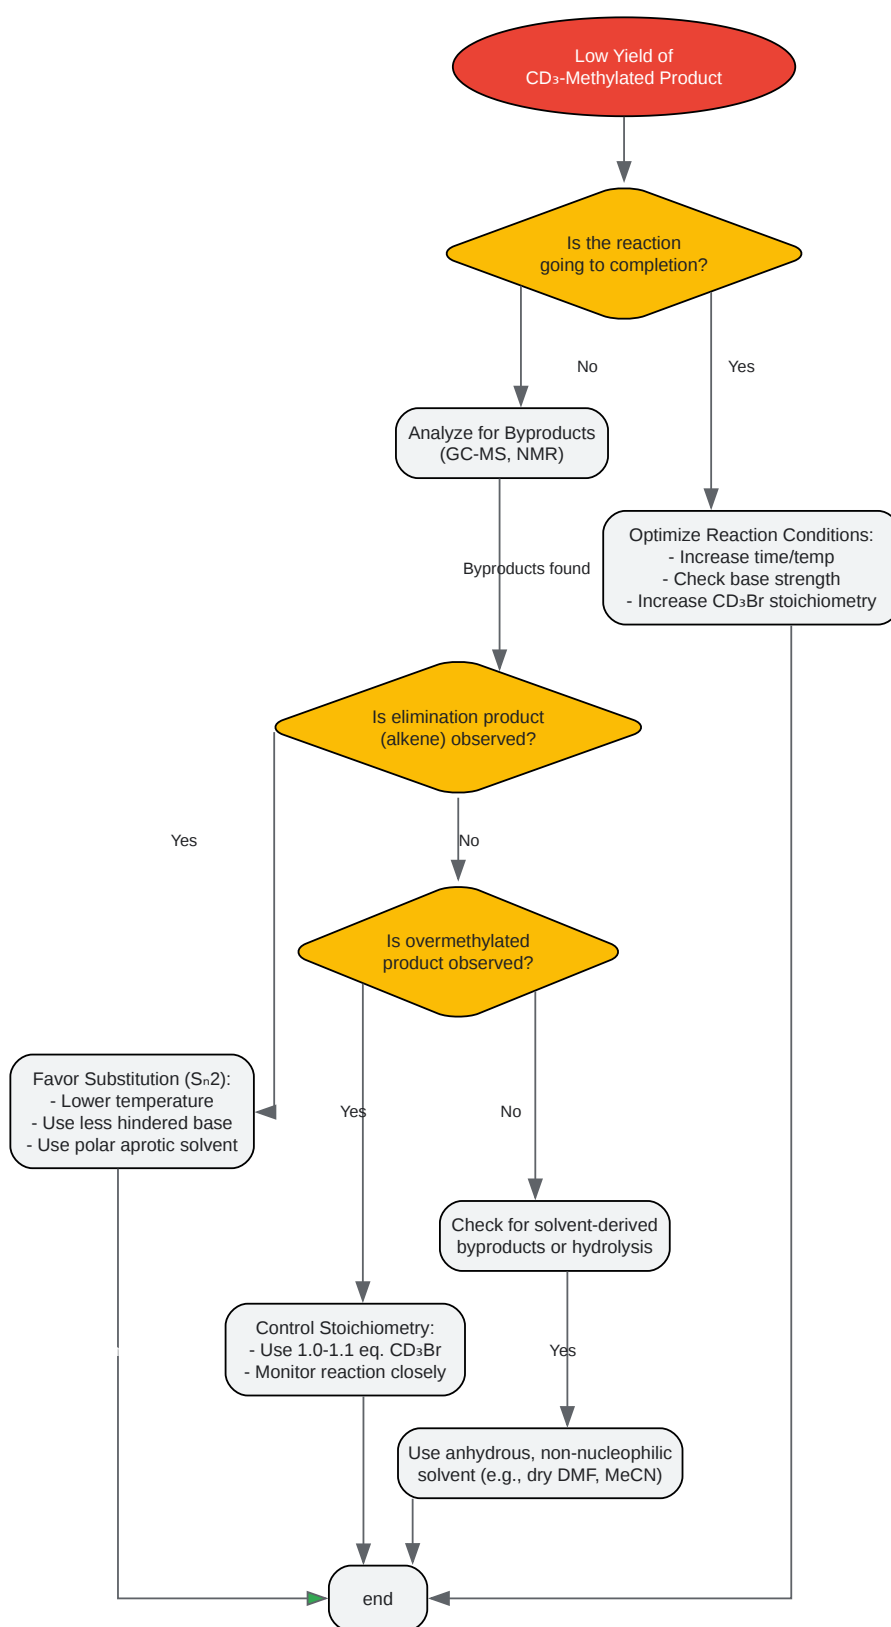 Low Yield of
CD₃-Methylated Product
Is the reaction
going to completion?
No
Yes
Analyze for Byproducts
(GC-MS, NMR)
Optimize Reaction Conditions:
- Increase time/temp
- Check base strength
- Increase CD₃Br stoichiometry
Byproducts found
Is elimination product
(alkene) observed?
Yes
No
Is overmethylated
product observed?
Favor Substitution (Sₙ2):
- Lower temperature
- Use less hindered base
- Use polar aprotic solvent
Yes
No
Check for solvent-derived
byproducts or hydrolysis
Control Stoichiometry:
- Use 1.0-1.1 eq. CD₃Br
- Monitor reaction closely
Yes
Use anhydrous, non-nucleophilic
solvent (e.g., dry DMF, MeCN)
end